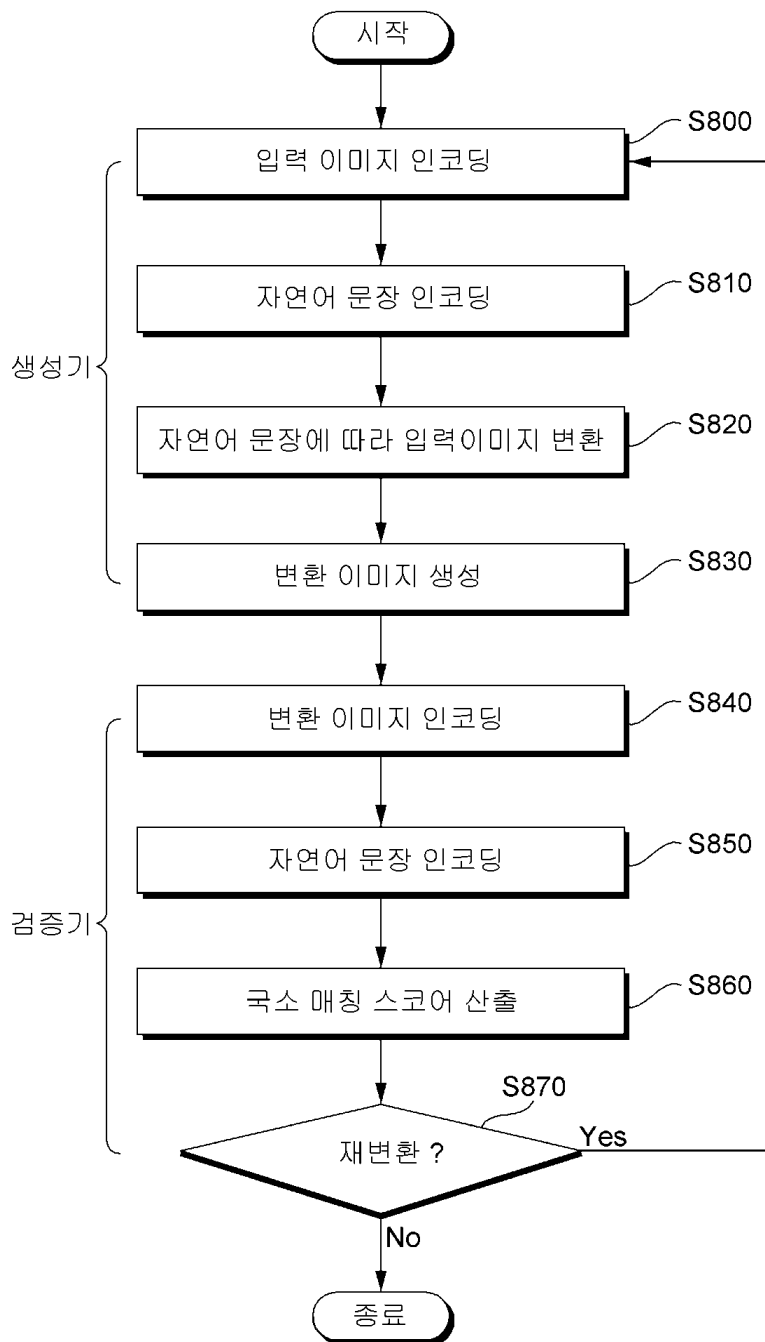 시작
S800
입력 이미지 인코딩
S810
자연어 문장 인코딩
생성기
S820
자연어 문장에 따라 입력이미지 변환
S830
변환 이미지 생성
S840
변환 이미지 인코딩
S850
자연어 문장 인코딩
검증기
S860
국소 매칭 스코어 산출
S870
재변환 ?
Yes
No
종료